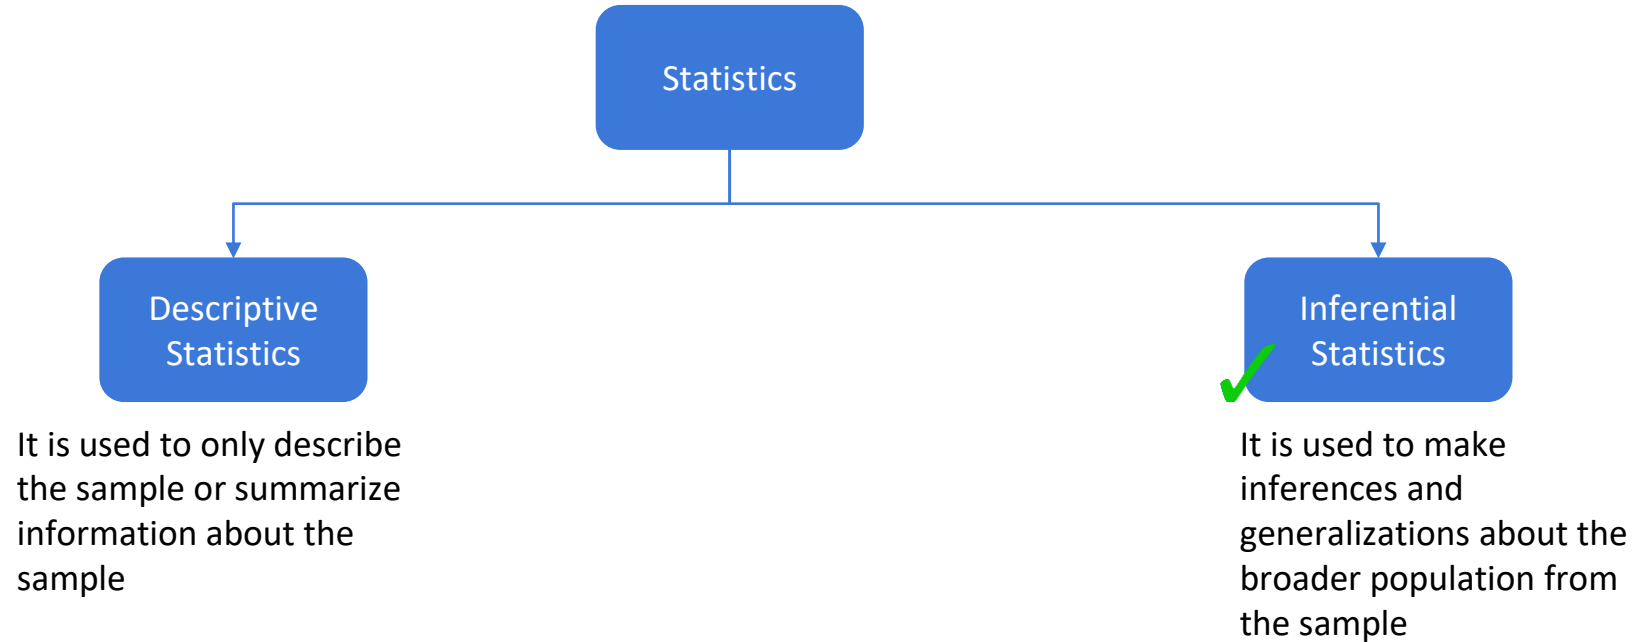 Statistics
Descriptive
Statistics
It is used to only describe
the sample or summarize
information about the
sample
Inferential
Statistics
It is used to make
inferences and
generalizations about the
broader population from
the sample